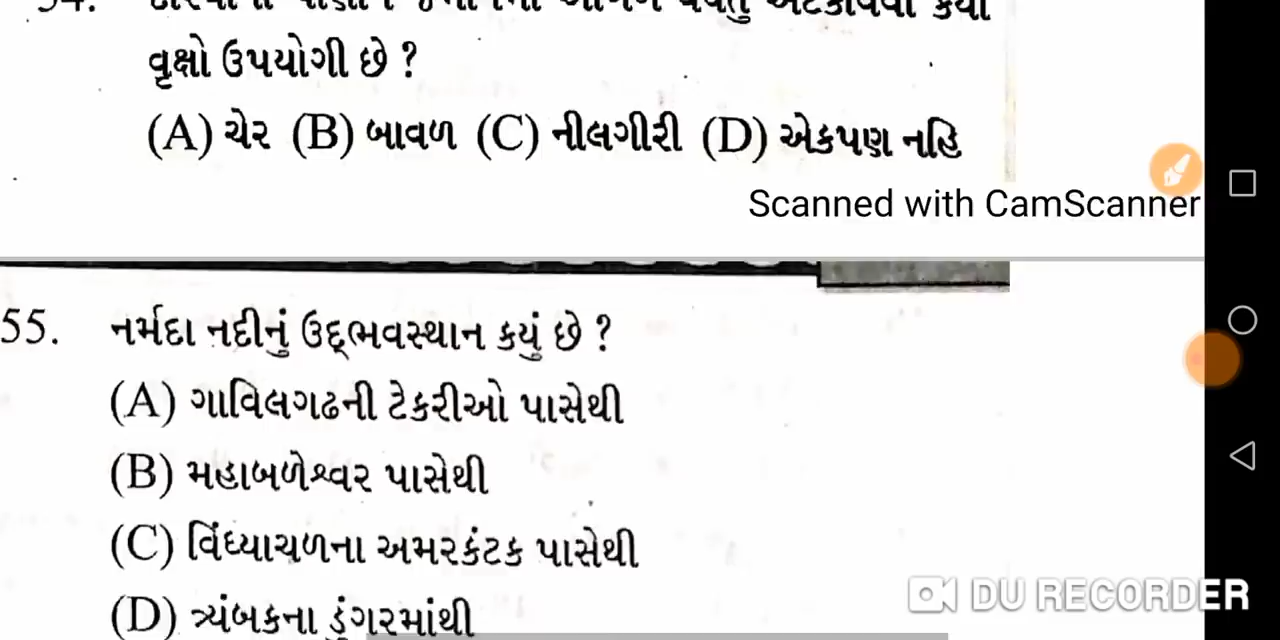 વૃક્ષો ઉપયોગી છે ?
(A) ચેર (B) બાવળ (C) નીલગીરી (D) એકપણ નહિ
Scanned with CamScanner
55. નર્મદા નદીનું ઉદ્ભવસ્થાન કયું છે ?
(A) ગાવિલગઢની ટેકરીઓ પાસેથી
(B) મહાબળેશ્વર પાસેથી
(C) વિંધ્યાચળના અમરકંટક પાસેથી
(D) ત્ર્યંબકના ડુંગરમાંથી
DU RECORDER